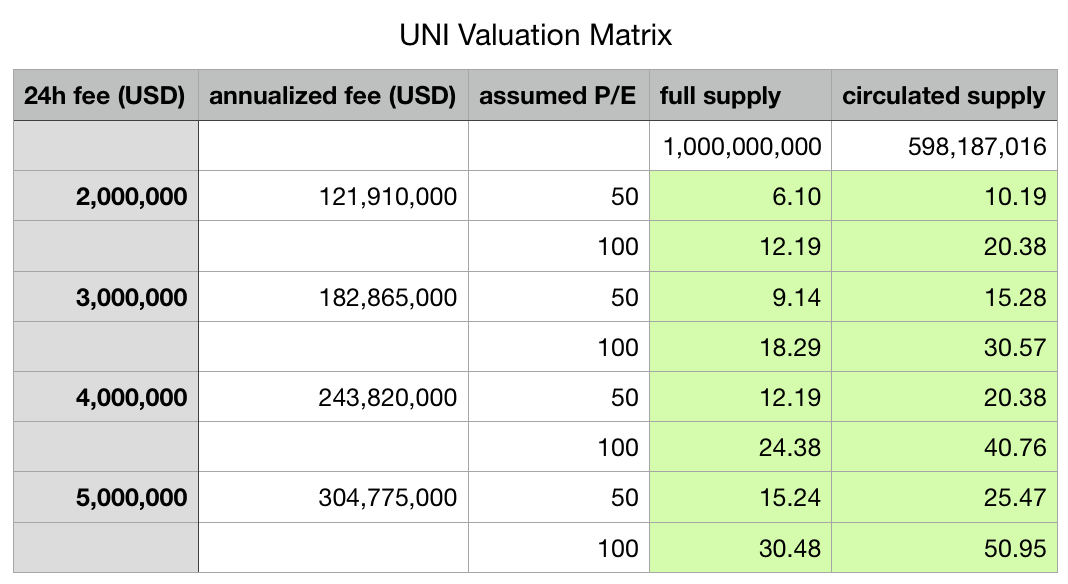 UNI Valuation Matrix
24h fee (USD) annualized fee (USD) assumed P/E full supply circulated supply
1,000,000,000 598,187,016
2,000,000 121,910,000 50 6.10 10.19
100 12.19 20.38
3,000,000 182,865,000 50 9.14 15.28
100 18.29 30.57
4,000,000 243,820,000 50 12.19 20.38
100 24.38 40.76
5,000,000 304,775,000 50 15.24 25.47
100 30.48 50.95